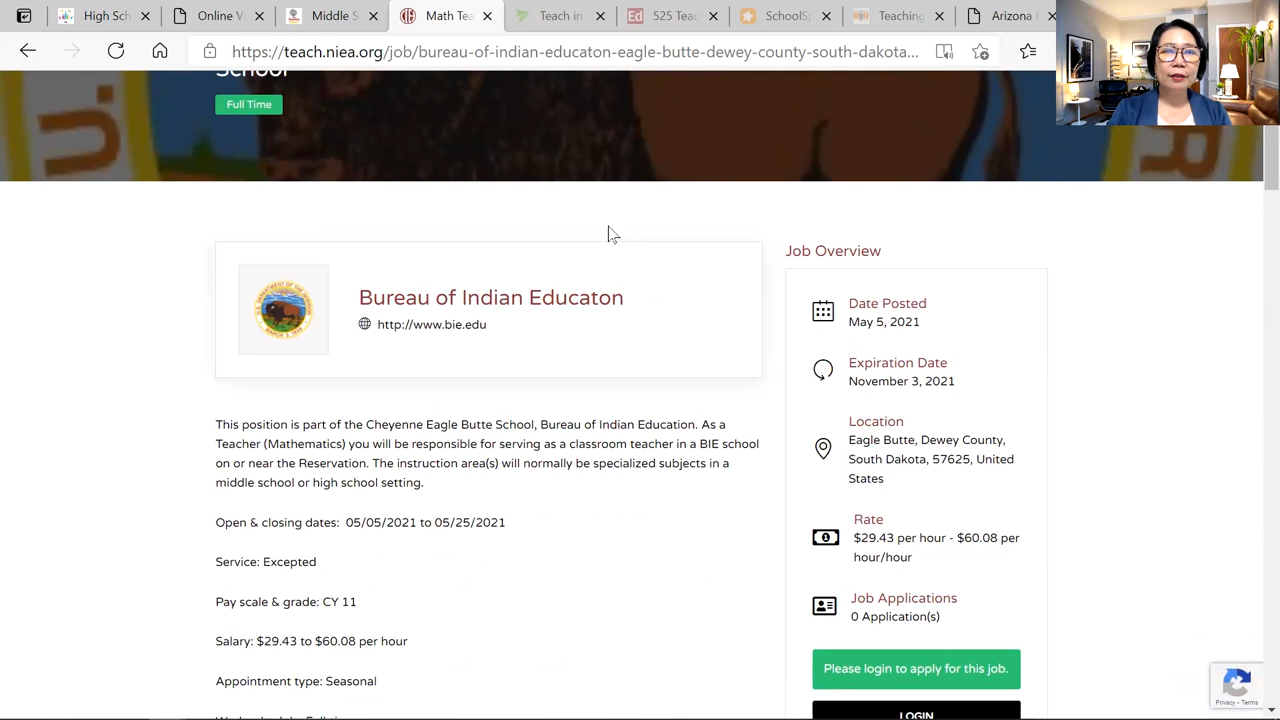 High Sch
Online V
Middle S
Math Tea
Teach in
525 Teac
SchoolSp
Teaching
Arizona
https://teach.niea.org/job/bureau-of-indian-educaton-eagle-butte-dewey-county-south-dakota...
School
Full Time
Bureau of Indian Educaton
http://www.bie.edu
This position is part of the Cheyenne Eagle Butte School, Bureau of Indian Education. As a
Teacher (Mathematics) you will be responsible for serving as a classroom teacher in a BIE school
on or near the Reservation. The instruction area(s) will normally be specialized subjects in a
middle school or high school setting.
Open & closing dates: 05/05/2021 to 05/25/2021
Service: Excepted
Pay scale & grade: CY 11
Salary: $29.43 to $60.08 per hour
Appointment type: Seasonal
Job Overview
Date Posted
May 5, 2021
Expiration Date
November 3, 2021
Location
Eagle Butte, Dewey County,
South Dakota, 57625, United
States
Rate
$29.43 per hour - $60.08 per
hour/hour
Job Applications
0 Application(s)
Please login to apply for this job.
LOGIN
Privacy - Terms